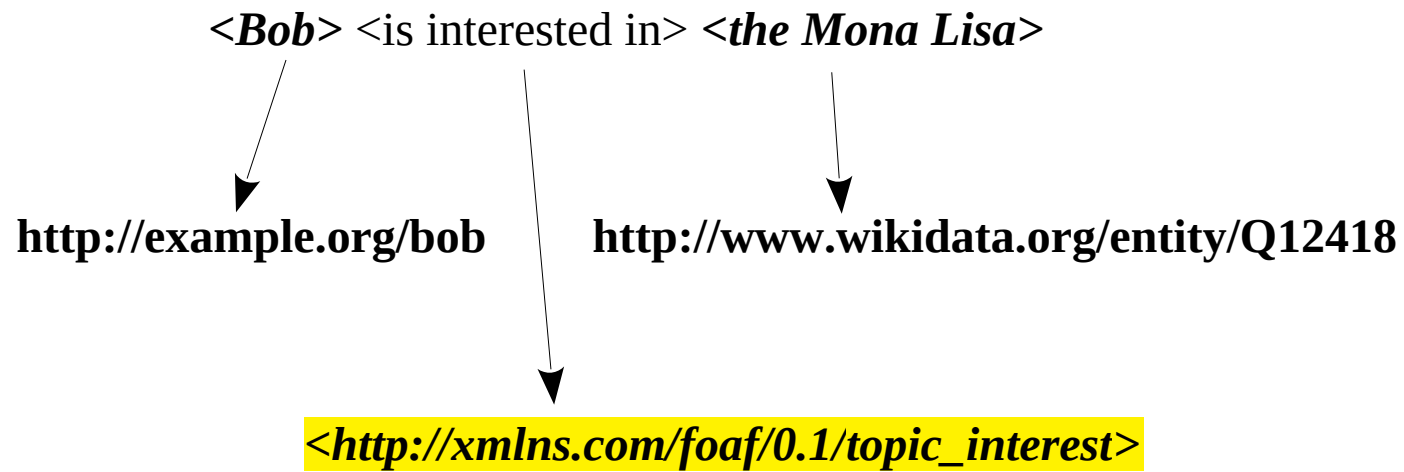 <Bob> <is interested in> <the Mona Lisa>
http://example.org/bob http://www.wikidata.org/entity/Q12418
<http://xmlns.com/foaf/0.1/topic_interest>